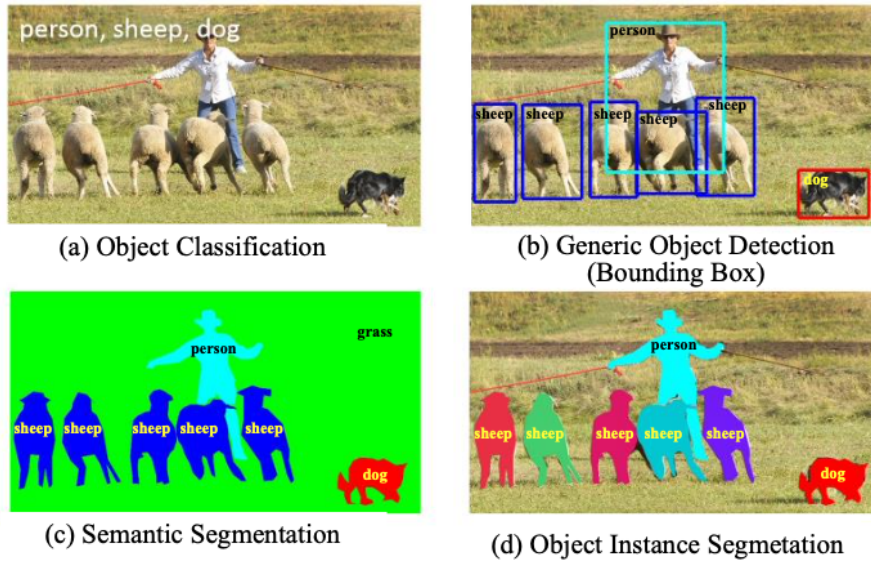 person, sheep, dog
(a) Object Classification
person
sheep
sheep
sheep
sheep
sheep
dog
(b) Generic Object Detection
(Bounding Box)
grass
person
sheep
sheep
sheep
sheep
sheep
dog
(c) Semantic Segmentation
person
sheep
sheep
sheep
sheep
sheep
dog
(d) Object Instance Segmetation